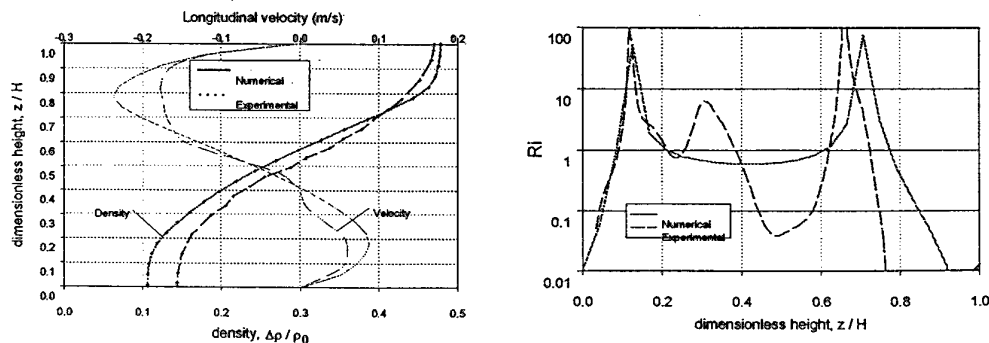 Longitudinal velocity (m/s)
-0.3 -0.2 -0.1 0.0 0.1 0.2
1.0
0.9
0.8
0.7
0.6
0.5
0.4
0.3
0.2
0.1
0.0
dimensionless height, z / H
Numerical
Experimental
Density
Velocity
0.0 0.1 0.2 0.3 0.4 0.5
density, Δρ / ρ0
100
10
1
0.1
0.01
Ri
Numerical
Experimental
0.0 0.2 0.4 0.6 0.8 1.0
dimensionless height, z / H